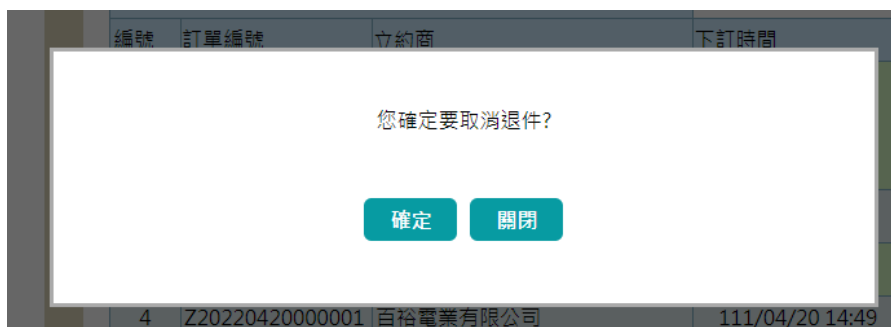 編號 訂單編號 立約商 下訂時間
您確定要取消退件?
確定 關閉
4 Z20220420000001 百裕電業有限公司 111/04/20 14:49